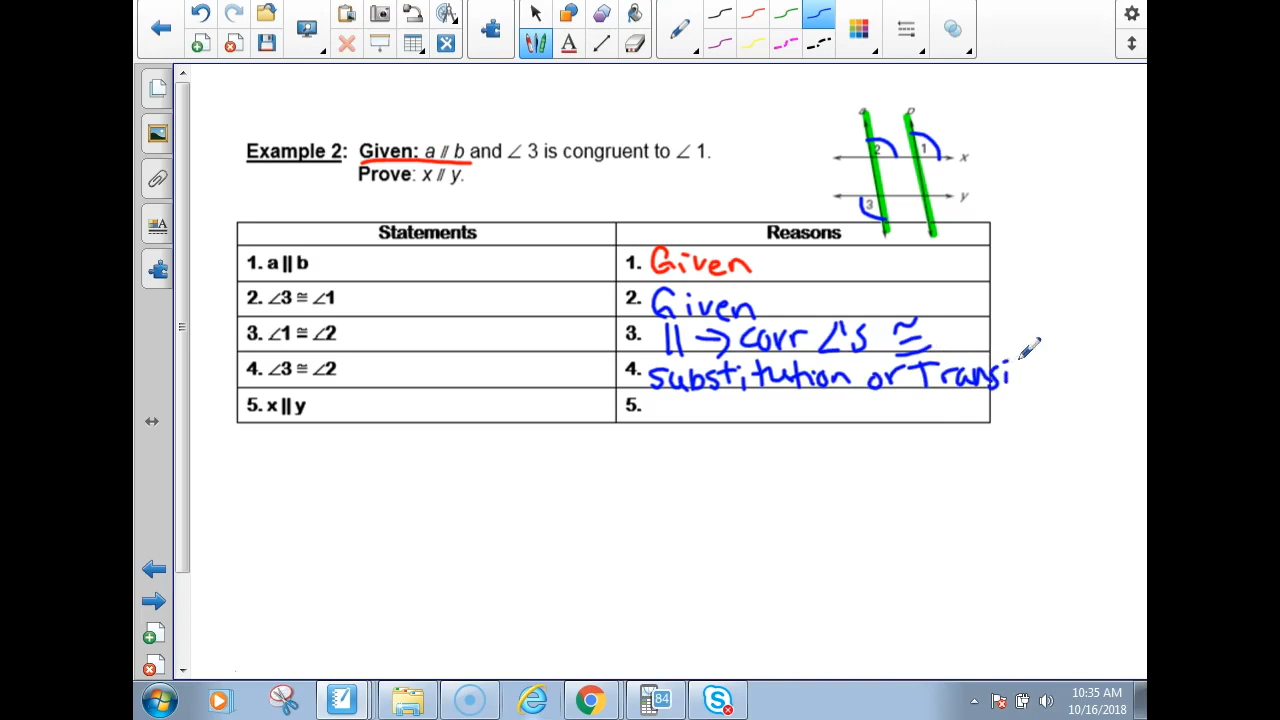 Example 2: Given: a // b and ∠ 3 is congruent to ∠ 1.
Prove: x // y.
2
1
x
3
y
Statements
Reasons
1. a || b
1. Given
2. ∠3 ≅ ∠1
2. Given
3. ∠1 ≅ ∠2
3. || → corr ∠'s ≅
4. ∠3 ≅ ∠2
4. substitution or Transi
5. x || y
5.
84
10:35 AM
10/16/2018